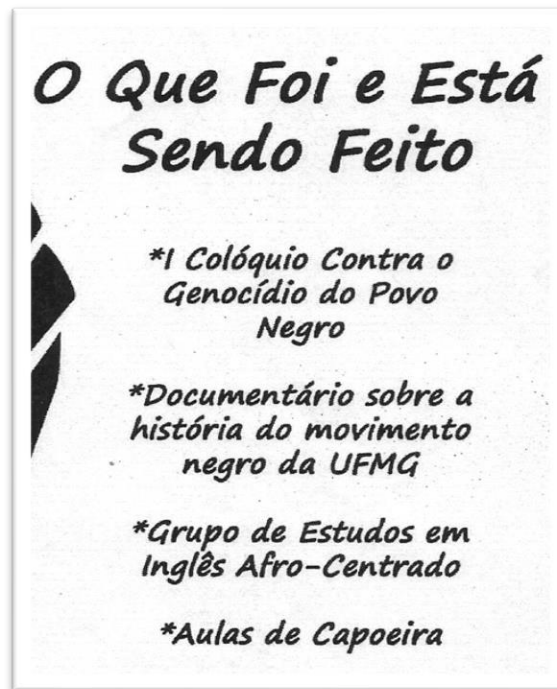 O Que Foi e Está
Sendo Feito
*I Colóquio Contra o
Genocídio do Povo
Negro
*Documentário sobre a
história do movimento
negro da UFMG
*Grupo de Estudos em
Inglês Afro-Centrado
*Aulas de Capoeira